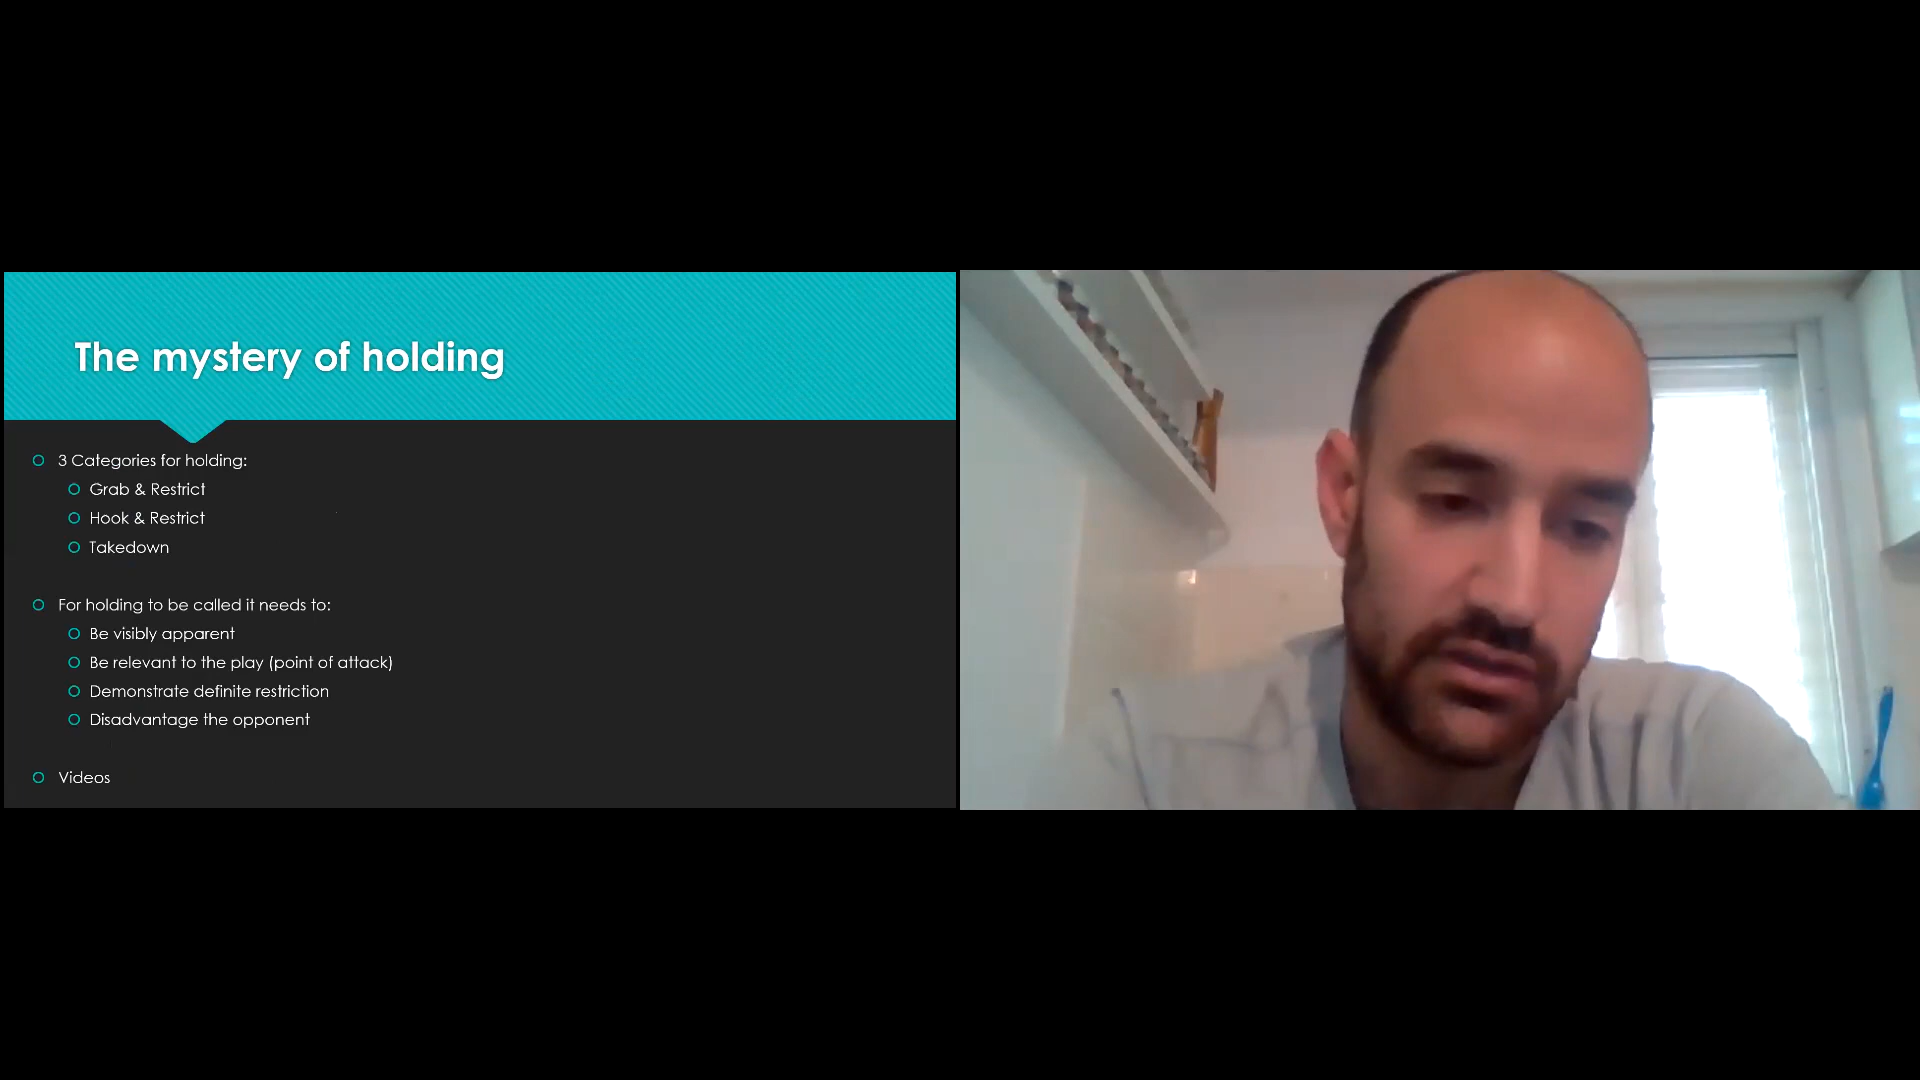 The mystery of holding
3 Categories for holding:
Grab & Restrict
Hook & Restrict
Takedown
For holding to be called it needs to:
Be visibly apparent
Be relevant to the play (point of attack)
Demonstrate definite restriction
Disadvantage the opponent
Videos